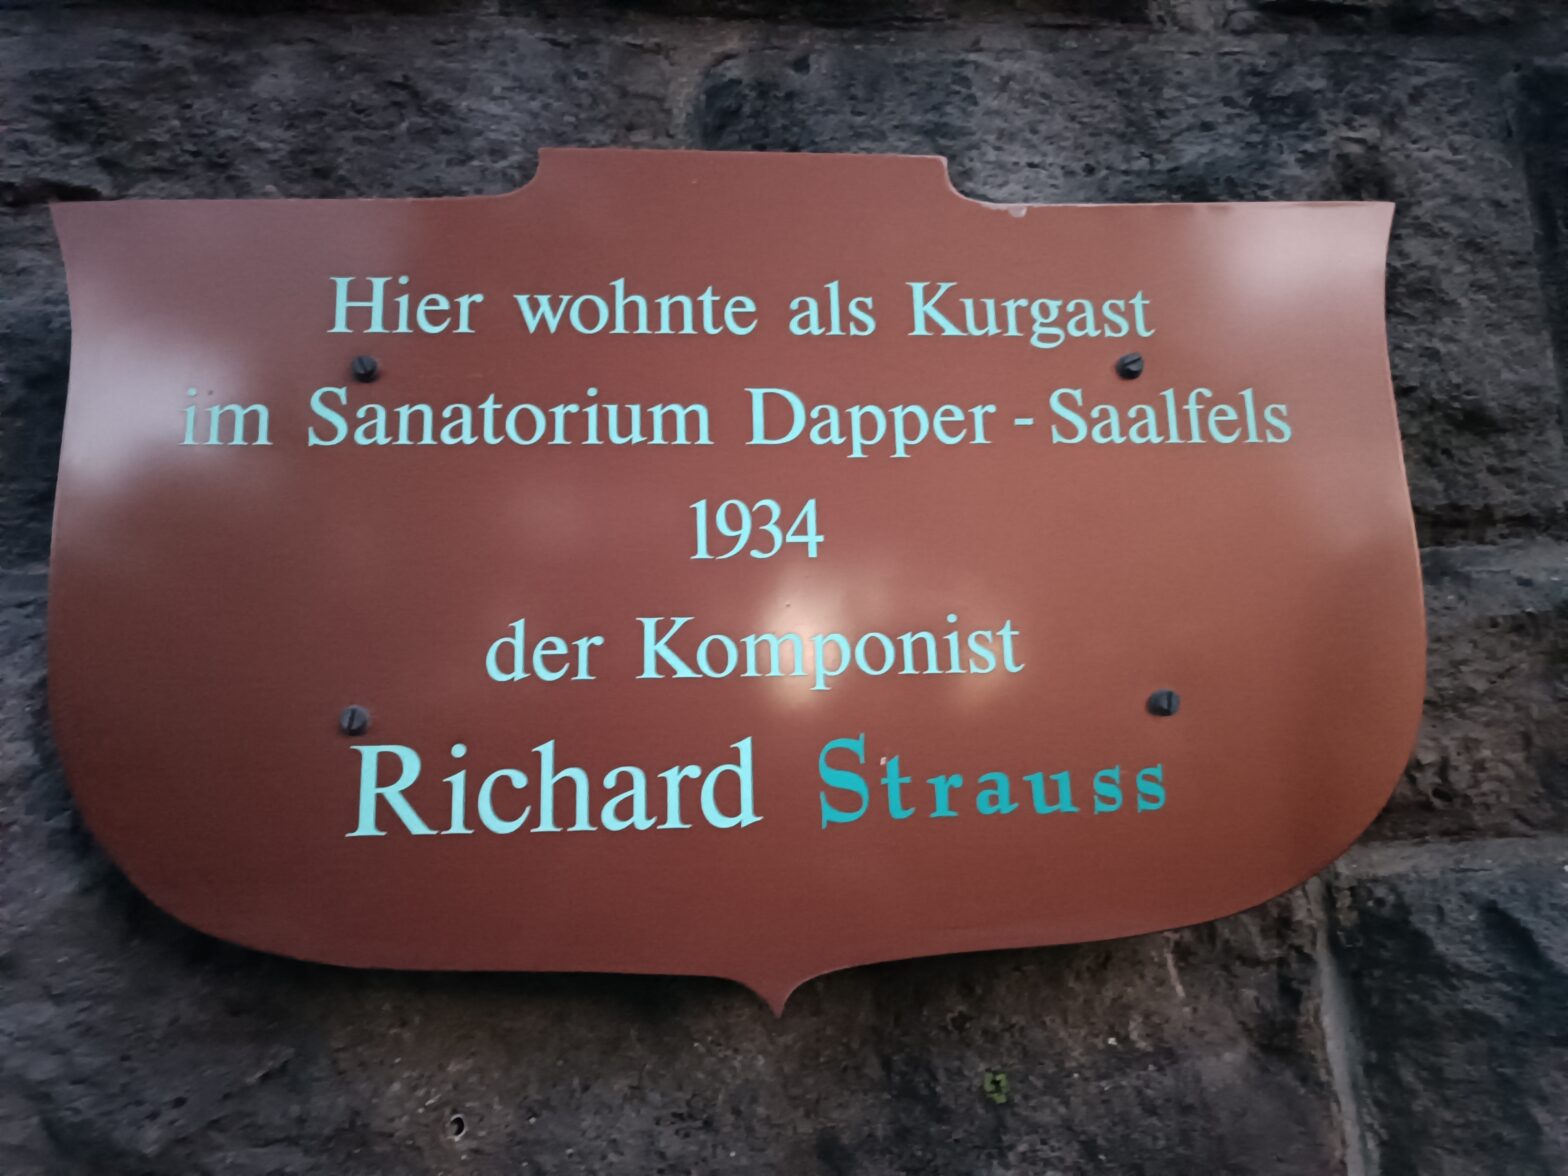 Hier wohnte als Kurgast
im Sanatorium Dapper - Saalfels
1934
der Komponist
Richard Strauss